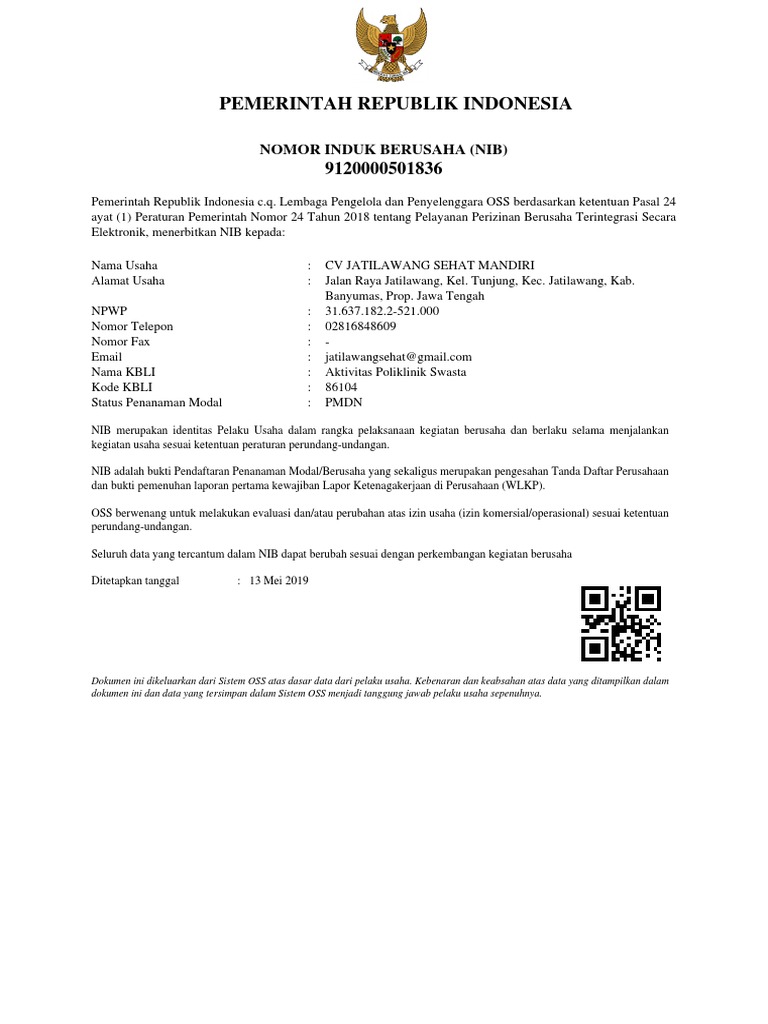 PEMERINTAH REPUBLIK INDONESIA
NOMOR INDUK BERUSAHA (NIB)
9120000501836
Pemerintah Republik Indonesia c.q. Lembaga Pengelola dan Penyelenggara OSS berdasarkan ketentuan Pasal 24
ayat (1) Peraturan Pemerintah Nomor 24 Tahun 2018 tentang Pelayanan Perizinan Berusaha Terintegrasi Secara
Elektronik, menerbitkan NIB kepada:
Nama Usaha : CV JATILAWANG SEHAT MANDIRI
Alamat Usaha : Jalan Raya Jatilawang, Kel. Tunjung, Kec. Jatilawang, Kab.
Banyumas, Prop. Jawa Tengah
NPWP : 31.637.182.2-521.000
Nomor Telepon : 02816848609
Nomor Fax : -
Email : jatilawangsehat@gmail.com
Nama KBLI : Aktivitas Poliklinik Swasta
Kode KBLI : 86104
Status Penanaman Modal : PMDN
NIB merupakan identitas Pelaku Usaha dalam rangka pelaksanaan kegiatan berusaha dan berlaku selama menjalankan
kegiatan usaha sesuai ketentuan peraturan perundang-undangan.
NIB adalah bukti Pendaftaran Penanaman Modal/Berusaha yang sekaligus merupakan pengesahan Tanda Daftar Perusahaan
dan bukti pemenuhan laporan pertama kewajiban Lapor Ketenagakerjaan di Perusahaan (WLKP).
OSS berwenang untuk melakukan evaluasi dan/atau perubahan atas izin usaha (izin komersial/operasional) sesuai ketentuan
perundang-undangan.
Seluruh data yang tercantum dalam NIB dapat berubah sesuai dengan perkembangan kegiatan berusaha
Ditetapkan tanggal : 13 Mei 2019
Dokumen ini dikeluarkan dari Sistem OSS atas dasar data dari pelaku usaha. Kebenaran dan keabsahan atas data yang ditampilkan dalam
dokumen ini dan data yang tersimpan dalam Sistem OSS menjadi tanggung jawab pelaku usaha sepenuhnya.